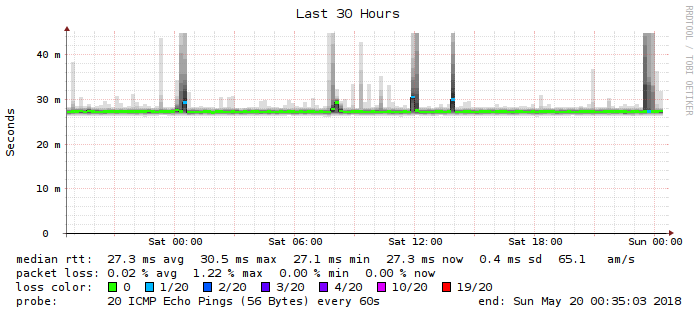 Last 30 Hours
RRDTOOL / TOBI OETIKER
Seconds
40 m
30 m
20 m
10 m
0
Sat 00:00 Sat 06:00 Sat 12:00 Sat 18:00 Sun 00:00
median rtt: 27.3 ms avg 30.5 ms max 27.1 ms min 27.3 ms now 0.4 ms sd 65.1 am/s
packet loss: 0.02 % avg 1.22 % max 0.00 % min 0.00 % now
loss color: 0 1/20 2/20 3/20 4/20 10/20 19/20
probe: 20 ICMP Echo Pings (56 Bytes) every 60s end: Sun May 20 00:35:03 2018